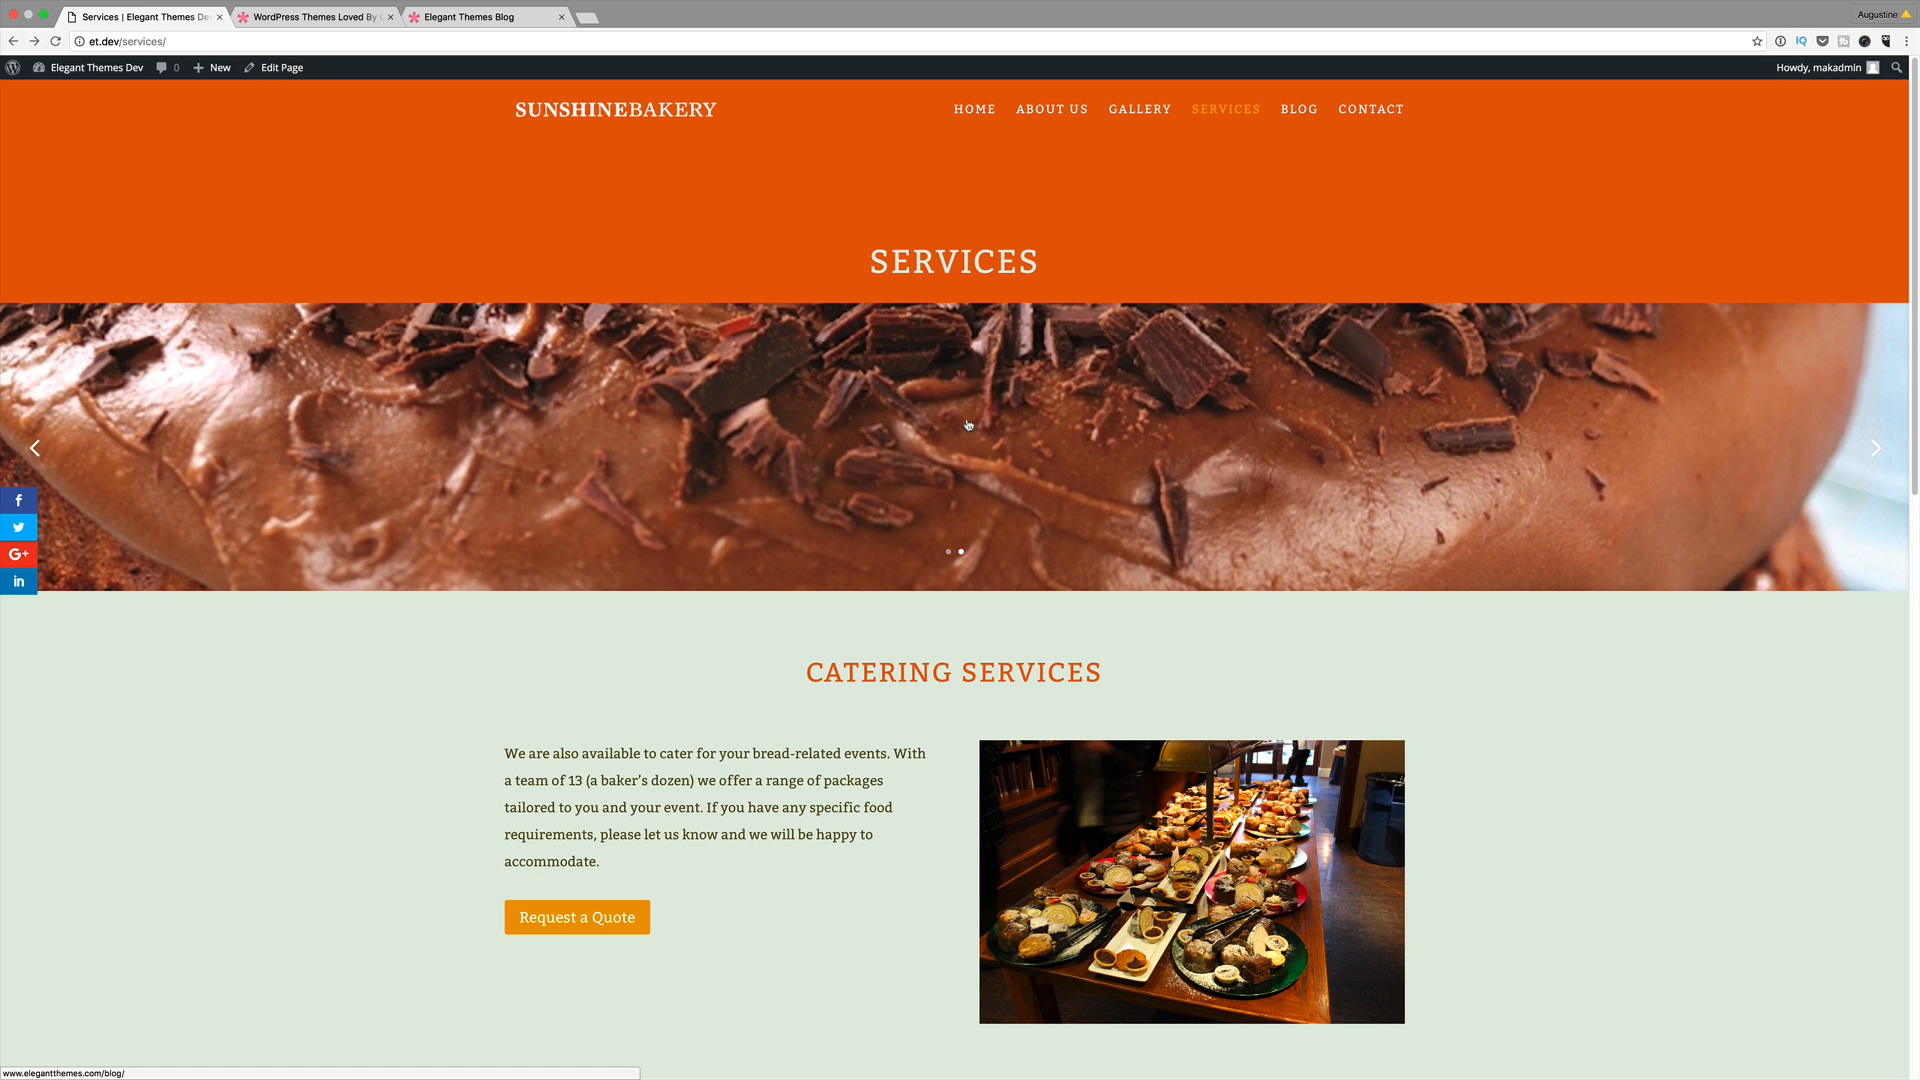 Services | Elegant Themes De
WordPress Themes Loved By
Elegant Themes Blog
Augustine
et.dev/services/
Elegant Themes Dev
0
New
Edit Page
Howdy, makadmin
SUNSHINEBAKERY
HOME
ABOUT US
GALLERY
SERVICES
BLOG
CONTACT
SERVICES
f
G+
in
CATERING SERVICES
We are also available to cater for your bread-related events. With
a team of 13 (a baker’s dozen) we offer a range of packages
tailored to you and your event. If you have any specific food
requirements, please let us know and we will be happy to
accommodate.
Request a Quote
www.elegantthemes.com/blog/